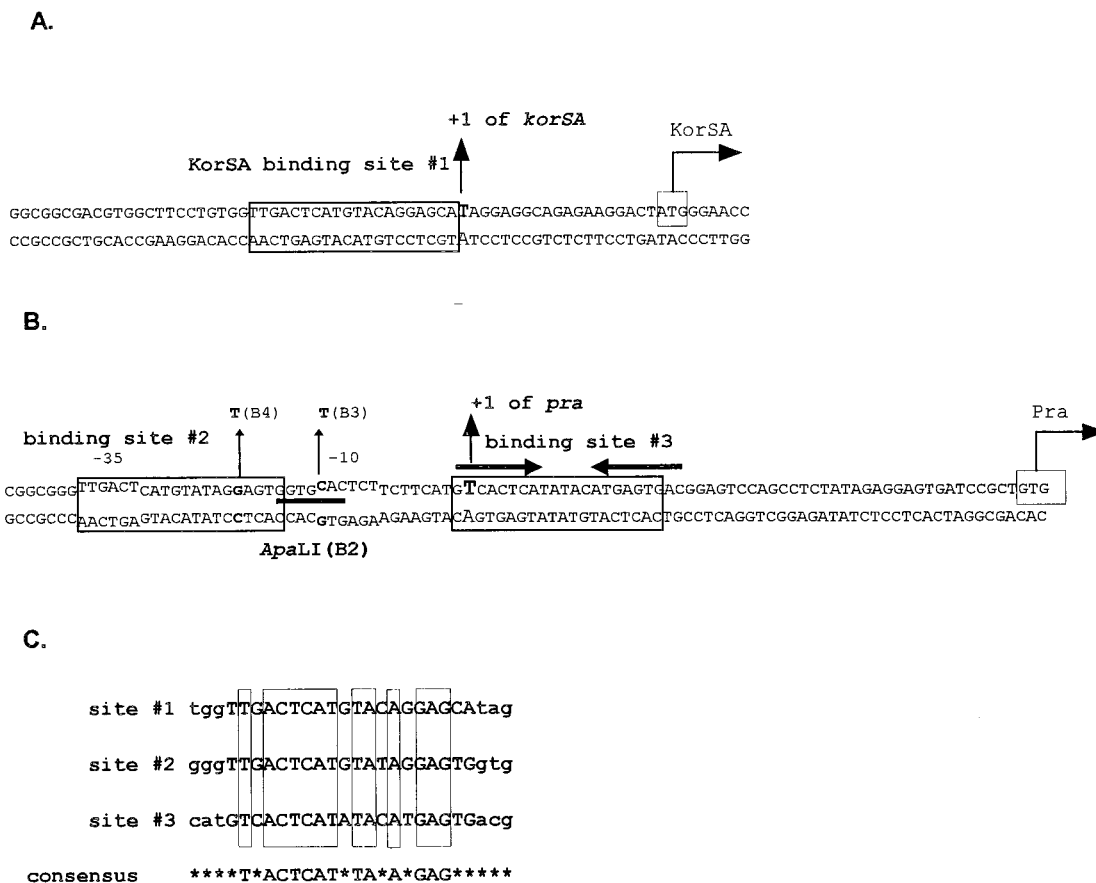 A.
+1 of korSA
KorSA
KorSA binding site #1
GGCGGCGACGTGGCTTCCTGTGGTTGACTCATGTACAGGAGCATAGGAGGCAGAGAAGGACTATGGGAACC
CCGCCGCTGCACCGAAGGACACCAACTGAGTACATGTCCTCGTATCCTCCGTCTCTTCCTGATACCCTTGG
B.
T(B4) T(B3) +1 of pra Pra
binding site #2 binding site #3
-35 -10
CGGCGGGTTGACTCATGTATAGGAGTGGTGCACTCTTCTTCATGTCACTCATATACATGAGTGACGGAGTCCAGCCTCTATAGAGGAGTGATCCGCTGTG
GCCGCCCAACTGAGTACATATCCTCACCACGTGAGAAGAAGTACAGTGAGTATATGTACTCACTGCCTCAGGTCGGAGATATCTCCTCACTAGGCGACAC
ApaLI(B2)
C.
site #1 tggTTGACTCATGTACAGGAGCAtag
site #2 gggTTGACTCATGTATAGGAGTGgtg
site #3 catGTCACTCATATACATGAGTGacg
consensus ****T*ACTCAT*TA*A*GAG*****